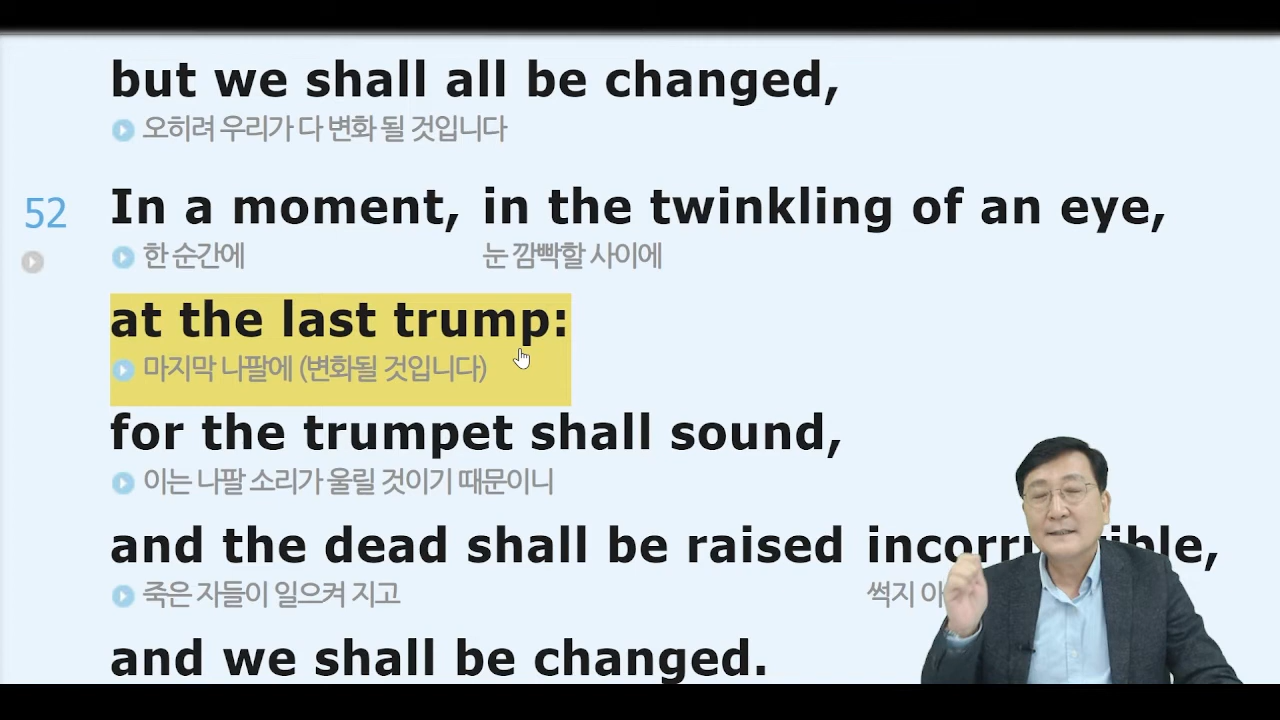 but we shall all be changed,
오히려 우리가 다 변화 될 것입니다
52 In a moment, in the twinkling of an eye,
한 순간에 눈 깜빡할 사이에
at the last trump:
마지막 나팔에 (변화될 것입니다)
for the trumpet shall sound,
이는 나팔 소리가 울릴 것이기 때문이니
and the dead shall be raised
죽은 자들이 일으켜 지고 썩지
and we shall be changed.